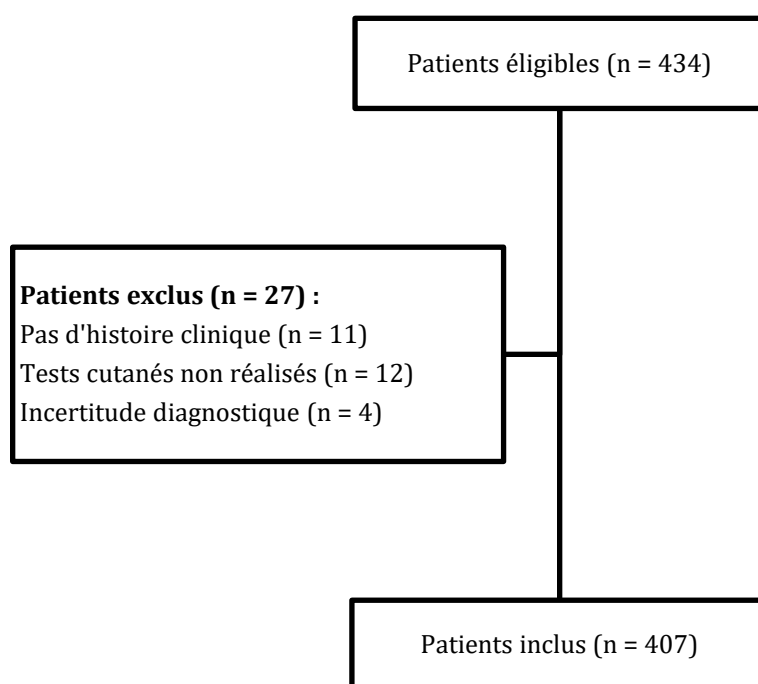 Patients éligibles (n = 434)
Patients exclus (n = 27) :
Pas d'histoire clinique (n = 11)
Tests cutanés non réalisés (n = 12)
Incertitude diagnostique (n = 4)
Patients inclus (n = 407)